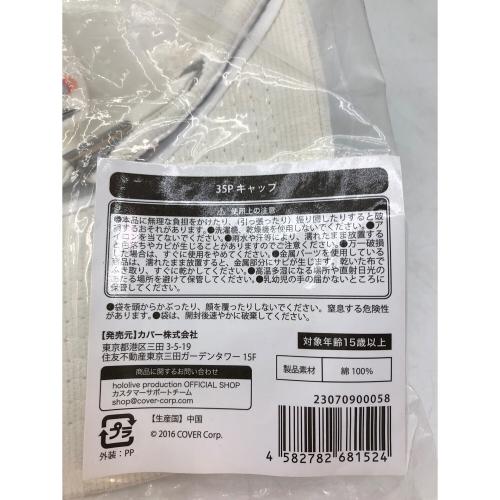 35P キャップ
⚠ 使用上の注意
●本品に無理な負担をかけたり、(引っ張ったり)振り回したりすると破
損するおそれがあります。●洗濯機、乾燥機を使用しないでください。●ア
イロンを当てないでください。●雨水や汗等により、濡れたまま放置する
と色落ちやカビが生じることがありますのでご注意ください。●万一破損
した場合は、すぐに使用をやめてください。●金属パーツを使用している商
品は、濡れたまま放置すると、金属部分にサビが生じます。乾いた布で
ふき取り、すぐに乾かしてください。●高温多湿になる場所や直射日光の
あたる場所を避けて保管してください。●乳幼児の手の届かないところに
保管してください。
●袋を頭からかぶったり、顔を覆ったりしないでください。窒息する危険性
があります。●袋は、開封後速やかに破棄してください。
【発売元】カバー株式会社
東京都港区三田 3-5-19
住友不動産東京三田ガーデンタワー 15F
対象年齢15歳以上
商品に関するお問い合わせ
hololive production OFFICIAL SHOP
カスタマーサポートチーム
shop@cover-corp.com
製品素材 綿 100%
23070900058
プラ
外装:PP
【生産国】中国
© 2016 COVER Corp.
4 582782 681524